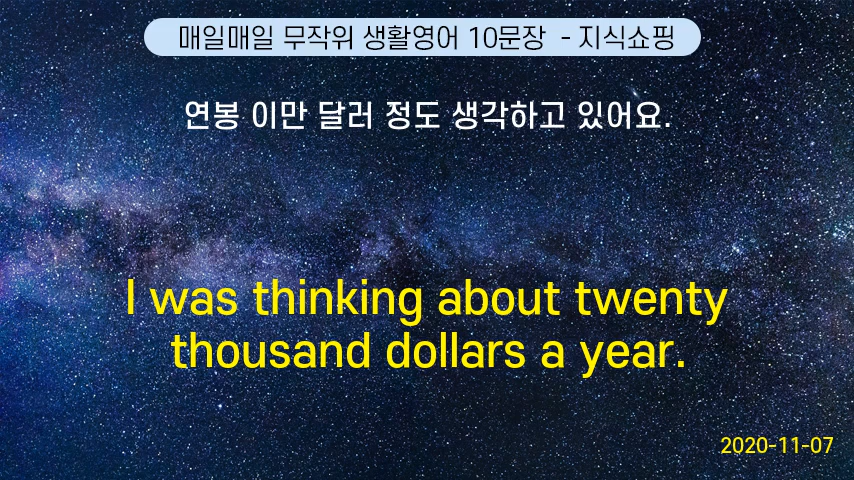 매일매일 무작위 생활영어 10문장 - 지식쇼핑
연봉 이만 달러 정도 생각하고 있어요.
I was thinking about twenty
thousand dollars a year.
2020-11-07